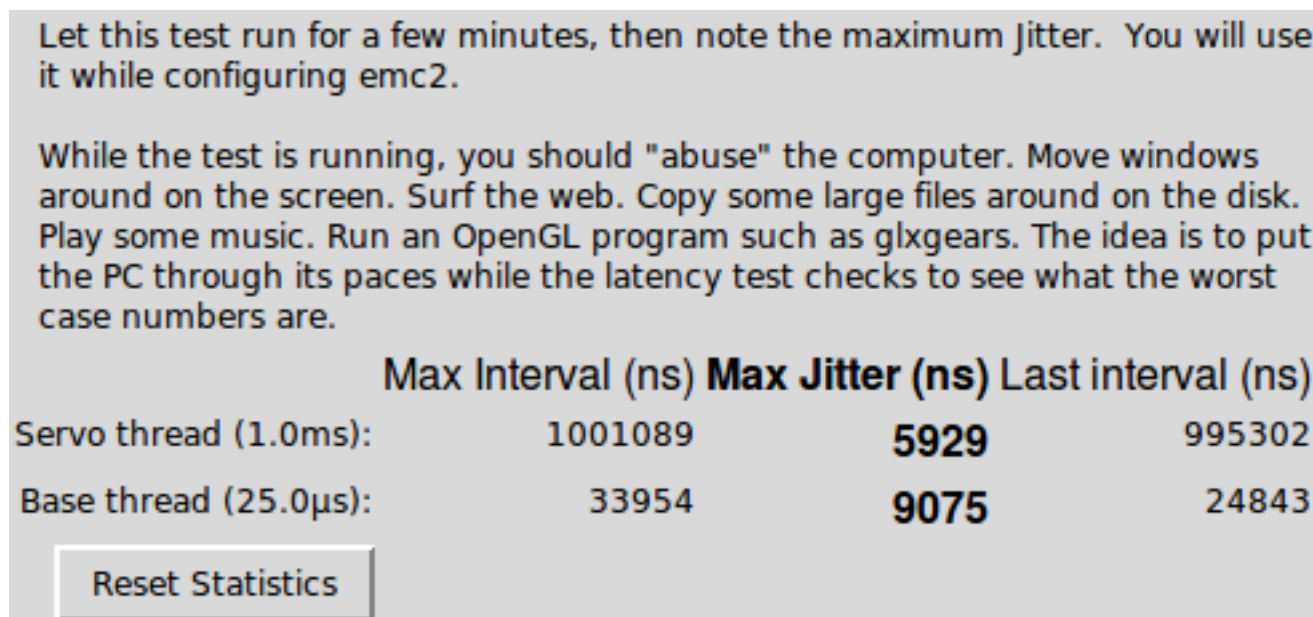 Let this test run for a few minutes, then note the maximum Jitter.  You will use
it while configuring emc2.
While the test is running, you should "abuse" the computer. Move windows
around on the screen. Surf the web. Copy some large files around on the disk.
Play some music. Run an OpenGL program such as glxgears. The idea is to put
the PC through its paces while the latency test checks to see what the worst
case numbers are.
Max Interval (ns) Max Jitter (ns) Last interval (ns)
Servo thread (1.0ms): 1001089 5929 995302
Base thread (25.0µs): 33954 9075 24843
Reset Statistics